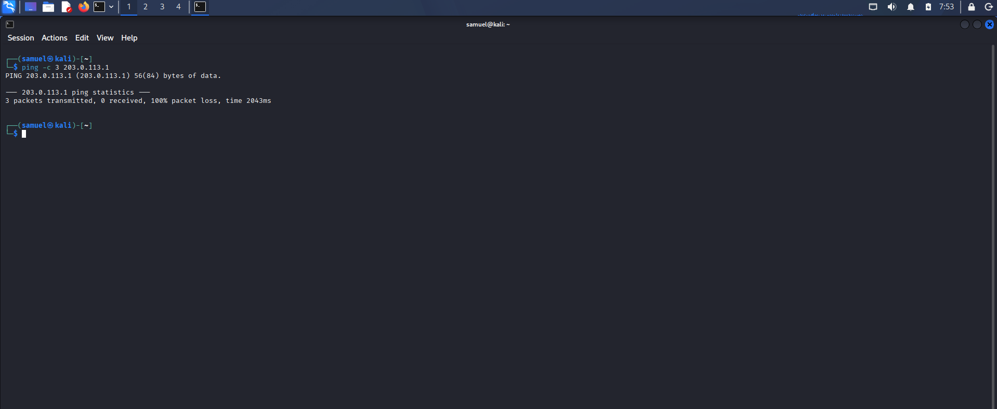 1 2 3 4 7:53
samuel@kali: ~
Session Actions Edit View Help
┌──(samuel㉿kali)-[~]
└─$ ping -c 3 203.0.113.1
PING 203.0.113.1 (203.0.113.1) 56(84) bytes of data.
--- 203.0.113.1 ping statistics ---
3 packets transmitted, 0 received, 100% packet loss, time 2043ms
┌──(samuel㉿kali)-[~]
└─$